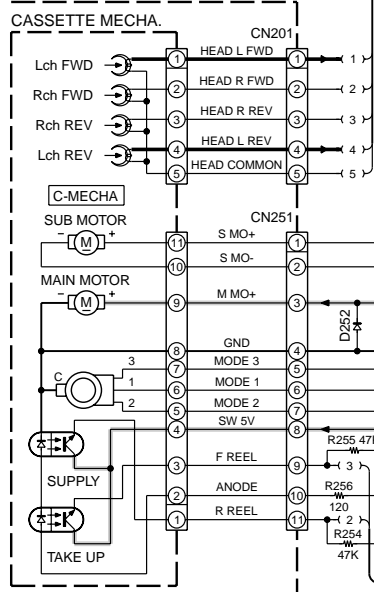 CASSETTE MECHA.
CN201
Lch FWD 1 HEAD L FWD 1 1
Rch FWD 2 HEAD R FWD 2 2
Rch REV 3 HEAD R REV 3 3
Lch REV 4 HEAD L REV 4 4
5 HEAD COMMON 5 5
C-MECHA
SUB MOTOR
CN251
- M + 11 S MO+ 1
10 S MO- 2
MAIN MOTOR
- M + 9 M MO+ 3
D252
8 GND 4
3 7 MODE 3 5
C 1 6 MODE 1 6
2 5 MODE 2 7
4 SW 5V 8
R255 47K
3 F REEL 9 3
SUPPLY
2 ANODE 10 R256
120
1 R REEL 11 2
R254
47K
TAKE UP